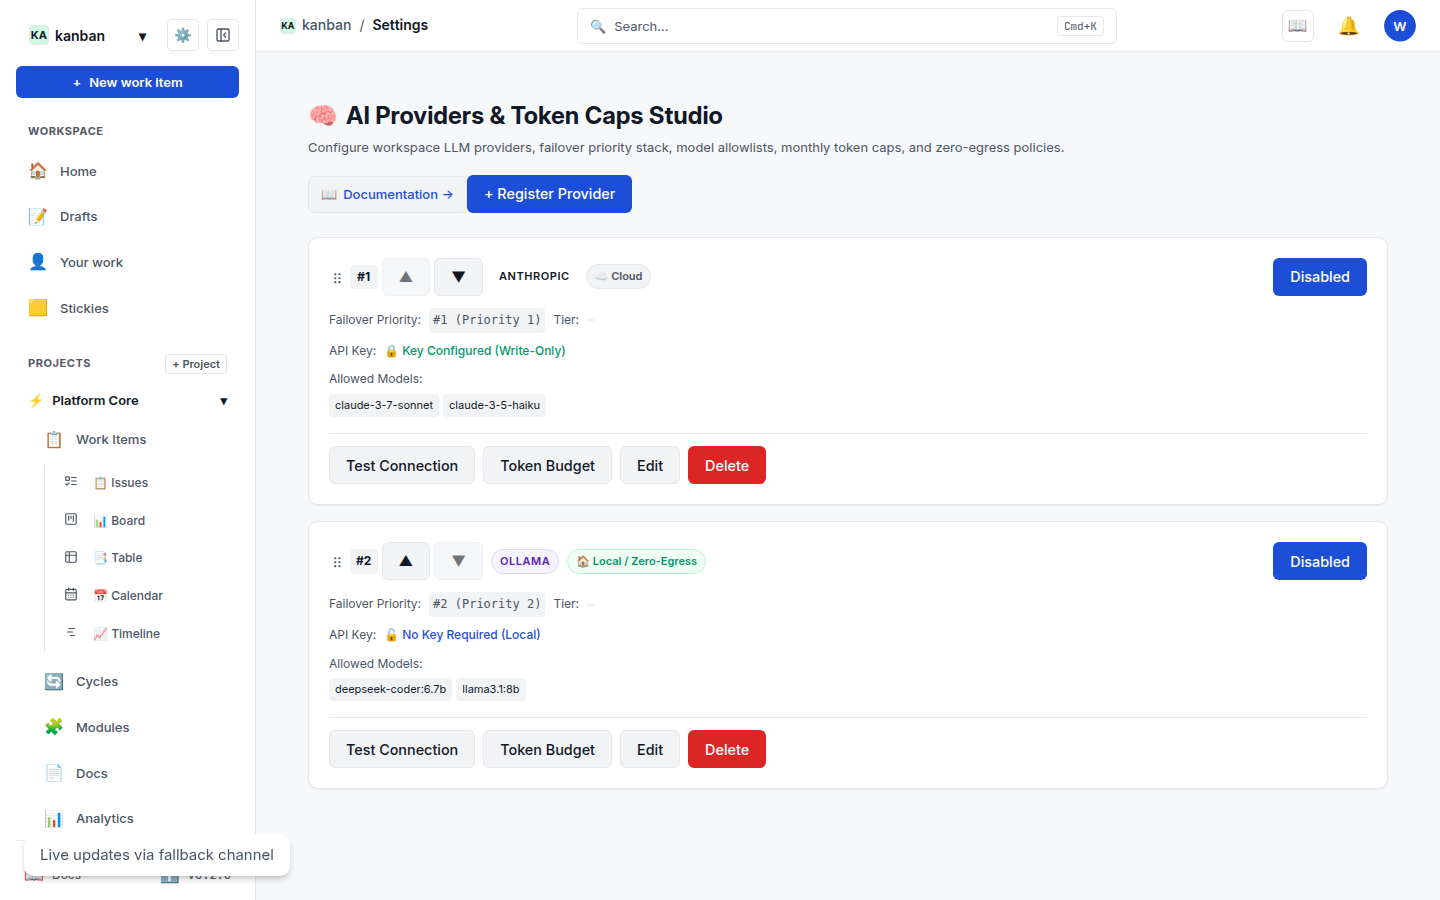 KA kanban
+ New work item
WORKSPACE
Home
Drafts
Your work
Stickies
PROJECTS
+ Project
Platform Core
Work Items
Issues
Board
Table
Calendar
Timeline
Cycles
Modules
Docs
Analytics
Live updates via fallback channel
KA kanban / Settings
Search...
Cmd+K
W
AI Providers & Token Caps Studio
Configure workspace LLM providers, failover priority stack, model allowlists, monthly token caps, and zero-egress policies.
Documentation →
+ Register Provider
#1 ▲ ▼ ANTHROPIC Cloud
Disabled
Failover Priority: #1 (Priority 1) Tier:
API Key: Key Configured (Write-Only)
Allowed Models:
claude-3-7-sonnet claude-3-5-haiku
Test Connection Token Budget Edit Delete
#2 ▲ ▼ OLLAMA Local / Zero-Egress
Disabled
Failover Priority: #2 (Priority 2) Tier:
API Key: No Key Required (Local)
Allowed Models:
deepseek-coder:6.7b llama3.1:8b
Test Connection Token Budget Edit Delete